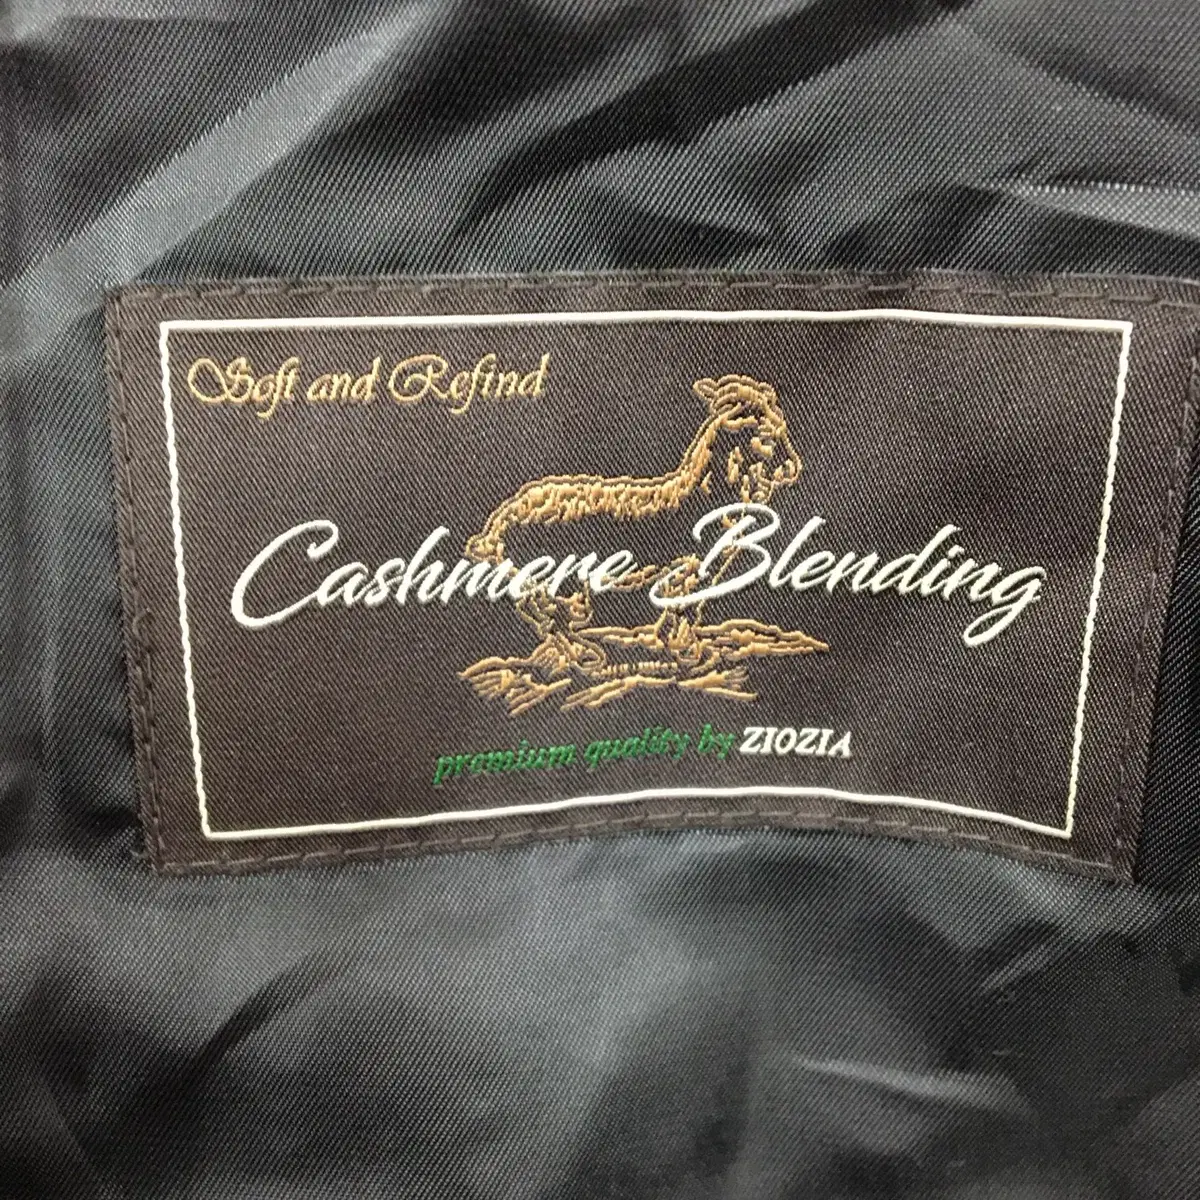 Soft and Refind
Cashmere Blending
premium quality by ZIOZIA